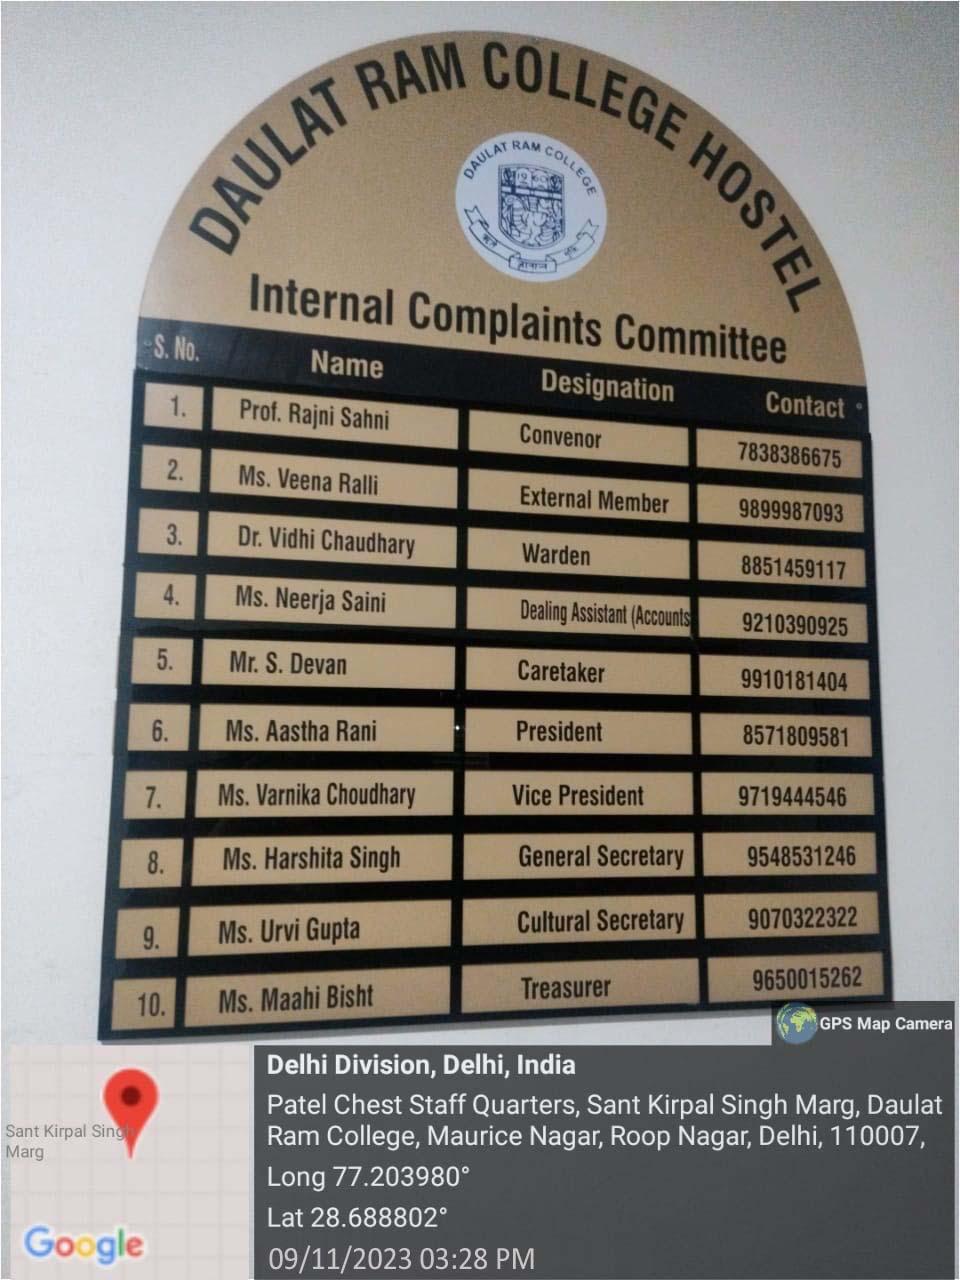 DAULAT RAM COLLEGE HOSTEL
DAULAT RAM COLLEGE
1960
Internal Complaints Committee
S. No. Name Designation Contact
1. Prof. Rajni Sahni Convenor 7838386675
2. Ms. Veena Ralli External Member 9899987093
3. Dr. Vidhi Chaudhary Warden 8851459117
4. Ms. Neerja Saini Dealing Assistant (Accounts 9210390925
5. Mr. S. Devan Caretaker 9910181404
6. Ms. Aastha Rani President 8571809581
7. Ms. Varnika Choudhary Vice President 9719444546
8. Ms. Harshita Singh General Secretary 9548531246
9. Ms. Urvi Gupta Cultural Secretary 9070322322
10. Ms. Maahi Bisht Treasurer 9650015262
GPS Map Camera
Sant Kirpal Singh
Marg
Google
Delhi Division, Delhi, India
Patel Chest Staff Quarters, Sant Kirpal Singh Marg, Daulat
Ram College, Maurice Nagar, Roop Nagar, Delhi, 110007,
Long 77.203980°
Lat 28.688802°
09/11/2023 03:28 PM